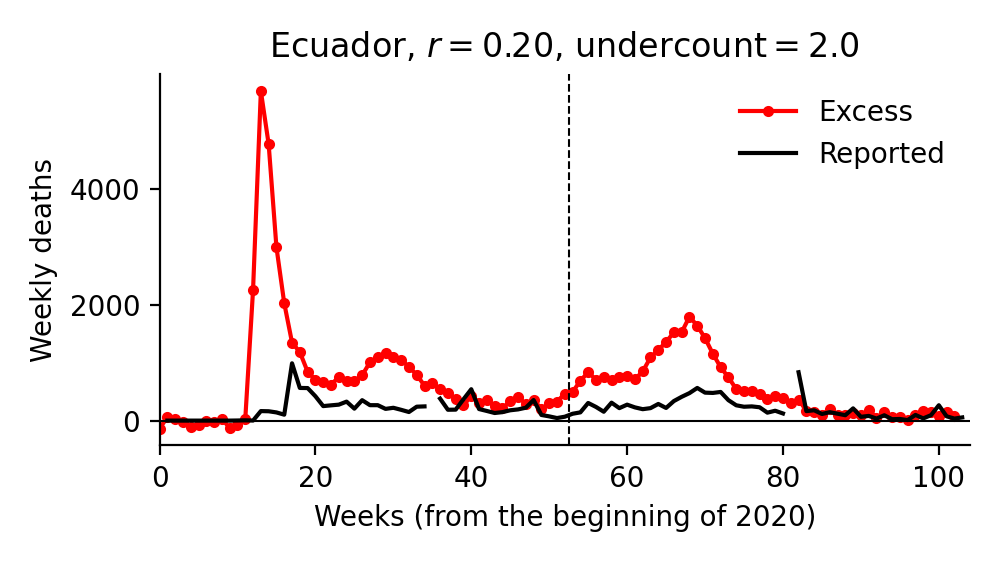 Ecuador, r = 0.20, undercount = 2.0
Excess
Reported
Weekly deaths
4000
2000
0
0 20 40 60 80 100
Weeks (from the beginning of 2020)